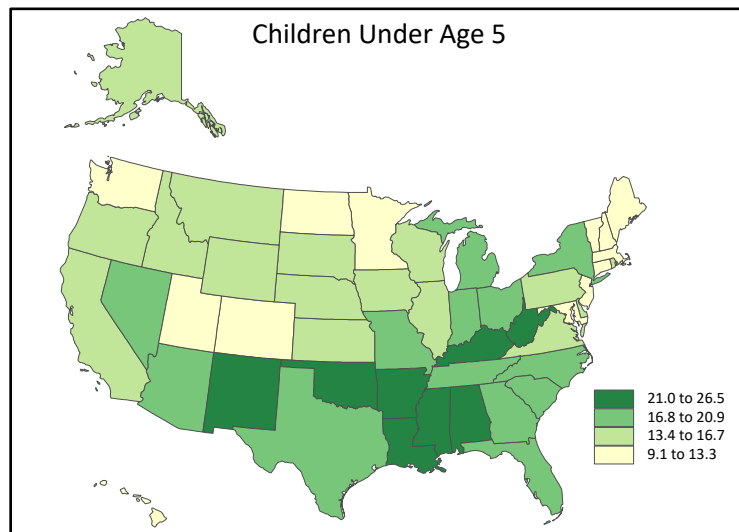 Children Under Age 5
21.0 to 26.5
16.8 to 20.9
13.4 to 16.7
9.1 to 13.3